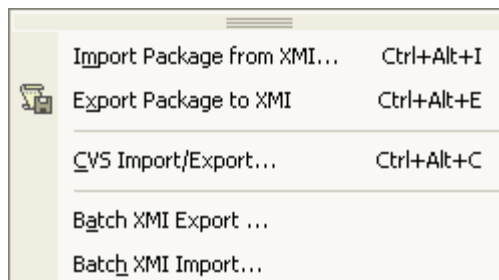 Import Package from XMI... Ctrl+Alt+I
Export Package to XMI Ctrl+Alt+E
CVS Import/Export... Ctrl+Alt+C
Batch XMI Export ...
Batch XMI Import...